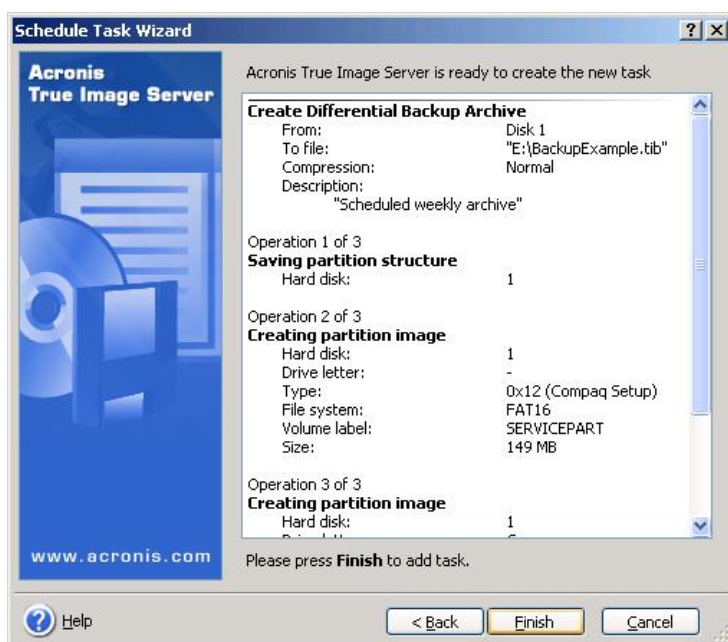 Schedule Task Wizard
Acronis
True Image Server
Acronis True Image Server is ready to create the new task
Create Differential Backup Archive
From: Disk 1
To file: "E:\BackupExample.tib"
Compression: Normal
Description:
"Scheduled weekly archive"
Operation 1 of 3
Saving partition structure
Hard disk: 1
Operation 2 of 3
Creating partition image
Hard disk: 1
Drive letter: -
Type: 0x12 (Compaq Setup)
File system: FAT16
Volume label: SERVICEPART
Size: 149 MB
Operation 3 of 3
Creating partition image
Hard disk: 1
www.acronis.com
Please press Finish to add task.
Help
< Back
Finish
Cancel